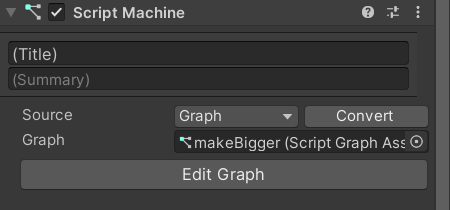 Script Machine
(Title)
(Summary)
Source Graph Convert
Graph makeBigger (Script Graph Ass
Edit Graph